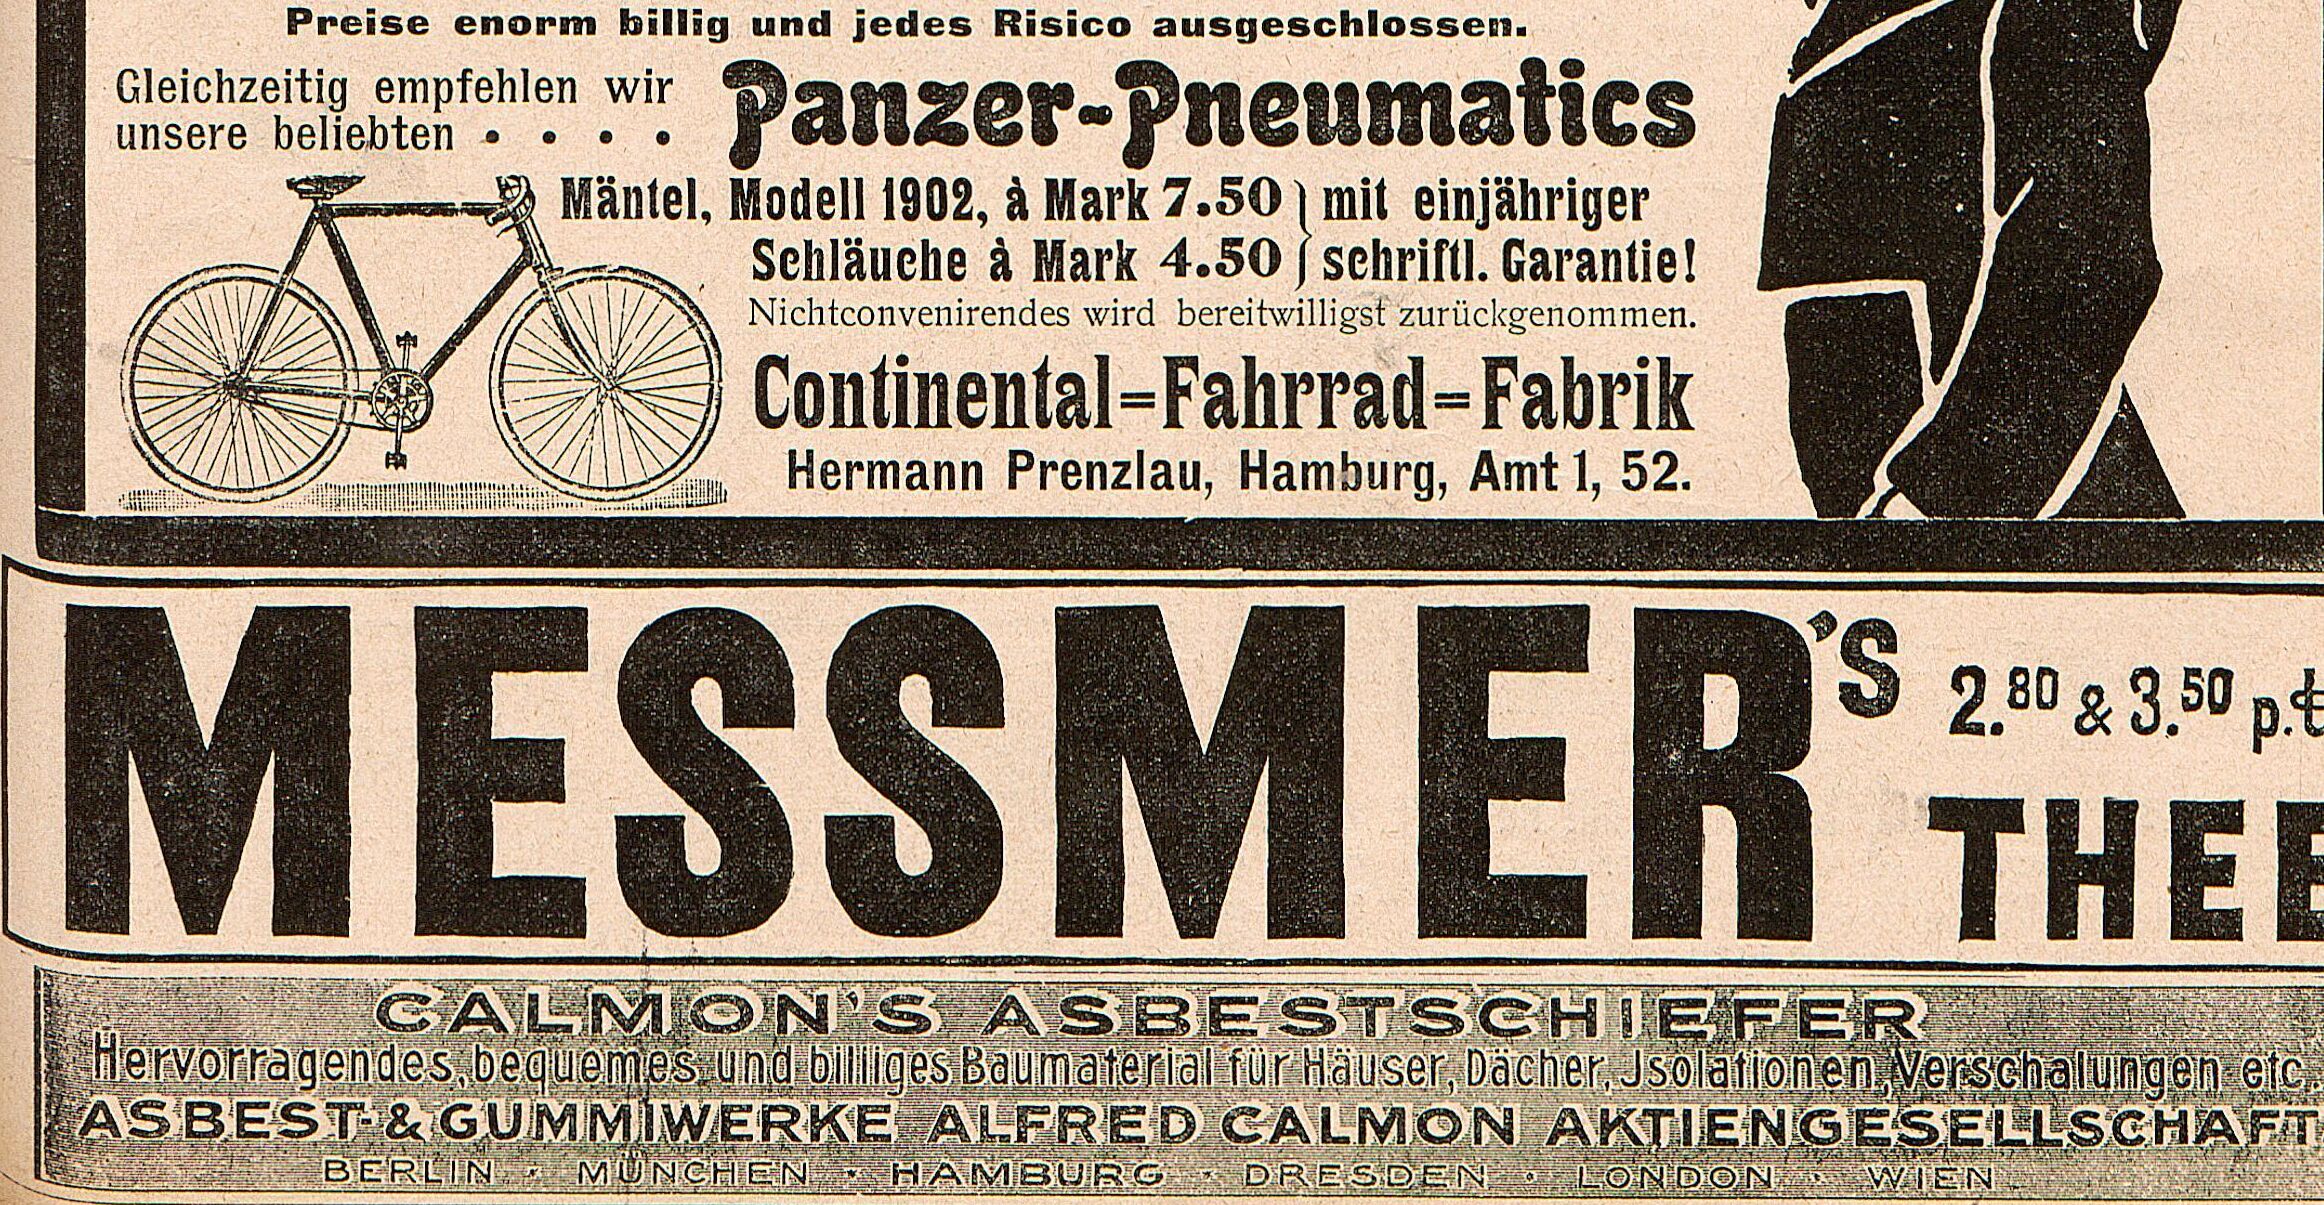 Preise enorm billig und jedes Risico ausgeschlossen.
Gleichzeitig empfehlen wir
unsere beliebten . . . .
Panzer-Pneumatics
Mäntel, Modell 1902, à Mark 7.50 } mit einjähriger
Schläuche à Mark 4.50 } schriftl. Garantie!
Nichtconvenirendes wird bereitwilligst zurückgenommen.
Continental=Fahrrad=Fabrik
Hermann Prenzlau, Hamburg, Amt 1, 52.
MESSMER'S
2.80 & 3.50 p.
THEE
CALMON'S ASBESTSCHIEFER
Hervorragendes, bequemes und billiges Baumaterial für Häuser, Dächer, Jsolationen, Verschalungen etc.
ASBEST-&GUMMIWERKE ALFRED CALMON AKTIENGESELLSCHAFT
BERLIN · MÜNCHEN · HAMBURG · DRESDEN · LONDON · WIEN